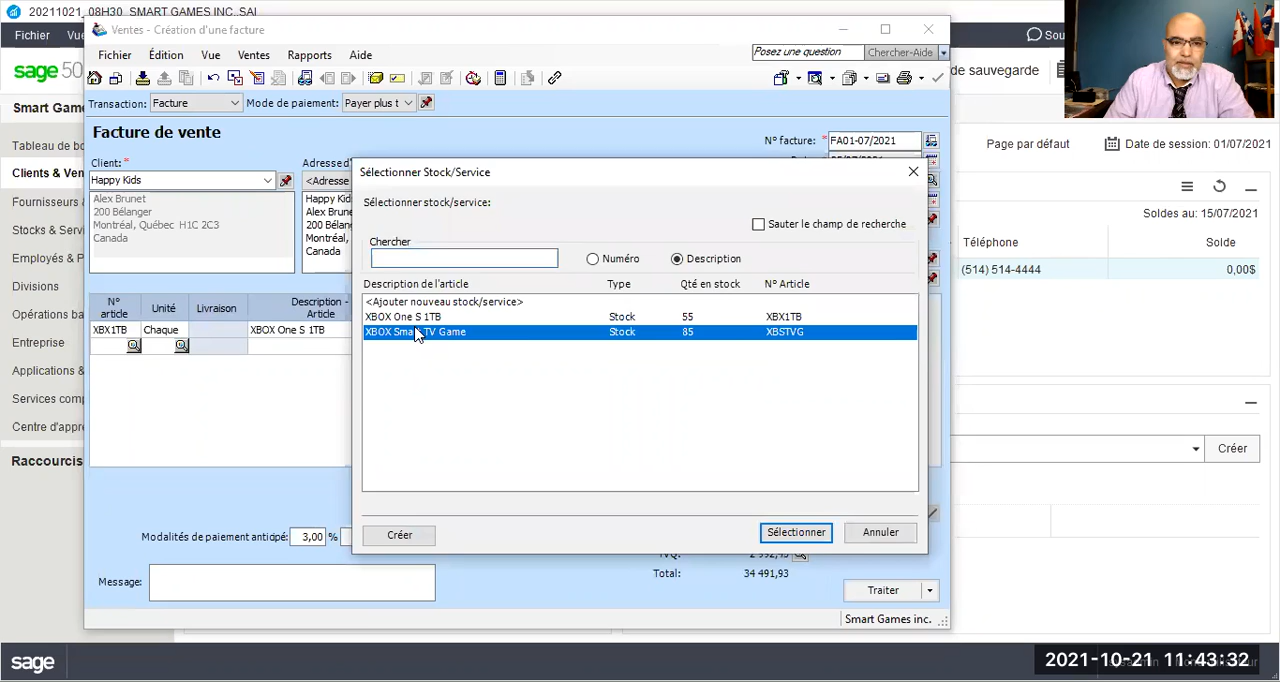 20211021_08H30_SMART GAMES INC..SAI
Fichier
sage 50
Smart Game
Tableau de bo
Clients & Ven
Fournisseurs
Stocks & Servi
Employés & P
Divisions
Entreprise
Applications &
Services comp
Centre d'appr
Raccourcis
Ventes - Création d'une facture
Fichier Édition Vue Ventes Rapports Aide
Posez une question
Chercher-Aide
Transaction: Facture Mode de paiement: Payer plus t
Facture de vente
N° facture: * FA01-07/2021
Client: *
Happy Kids
Alex Brunet
200 Bélanger
Montréal, Québec H1C 2C3
Canada
Adresse d'
<Adresse
Happy K
Alex Bru
200 Bél
Montréal,
Canada
N° article
Unité
Livraison
Description - Article
XBX1TB Chaque XBOX One S 1TB
Modalités de paiement anticipé: 3,00 %
Message:
Total: 34 491,93
Traiter
Smart Games inc.
Sélectionner Stock/Service
Sélectionner stock/service:
Sauter le champ de recherche
Chercher
Numéro
Description
Description de l'article Type Qté en stock N° Article
<Ajouter nouveau stock/service>
XBOX One S 1TB Stock 55 XBX1TB
XBOX Smart TV Game Stock 85 XBSTVG
Créer
Sélectionner
Annuler
de sauvegarde
Page par défaut
Date de session: 01/07/2021
Soldes au: 15/07/2021
Téléphone
Solde
(514) 514-4444
0,00$
Créer
sage
2021-10-21 11:43:32